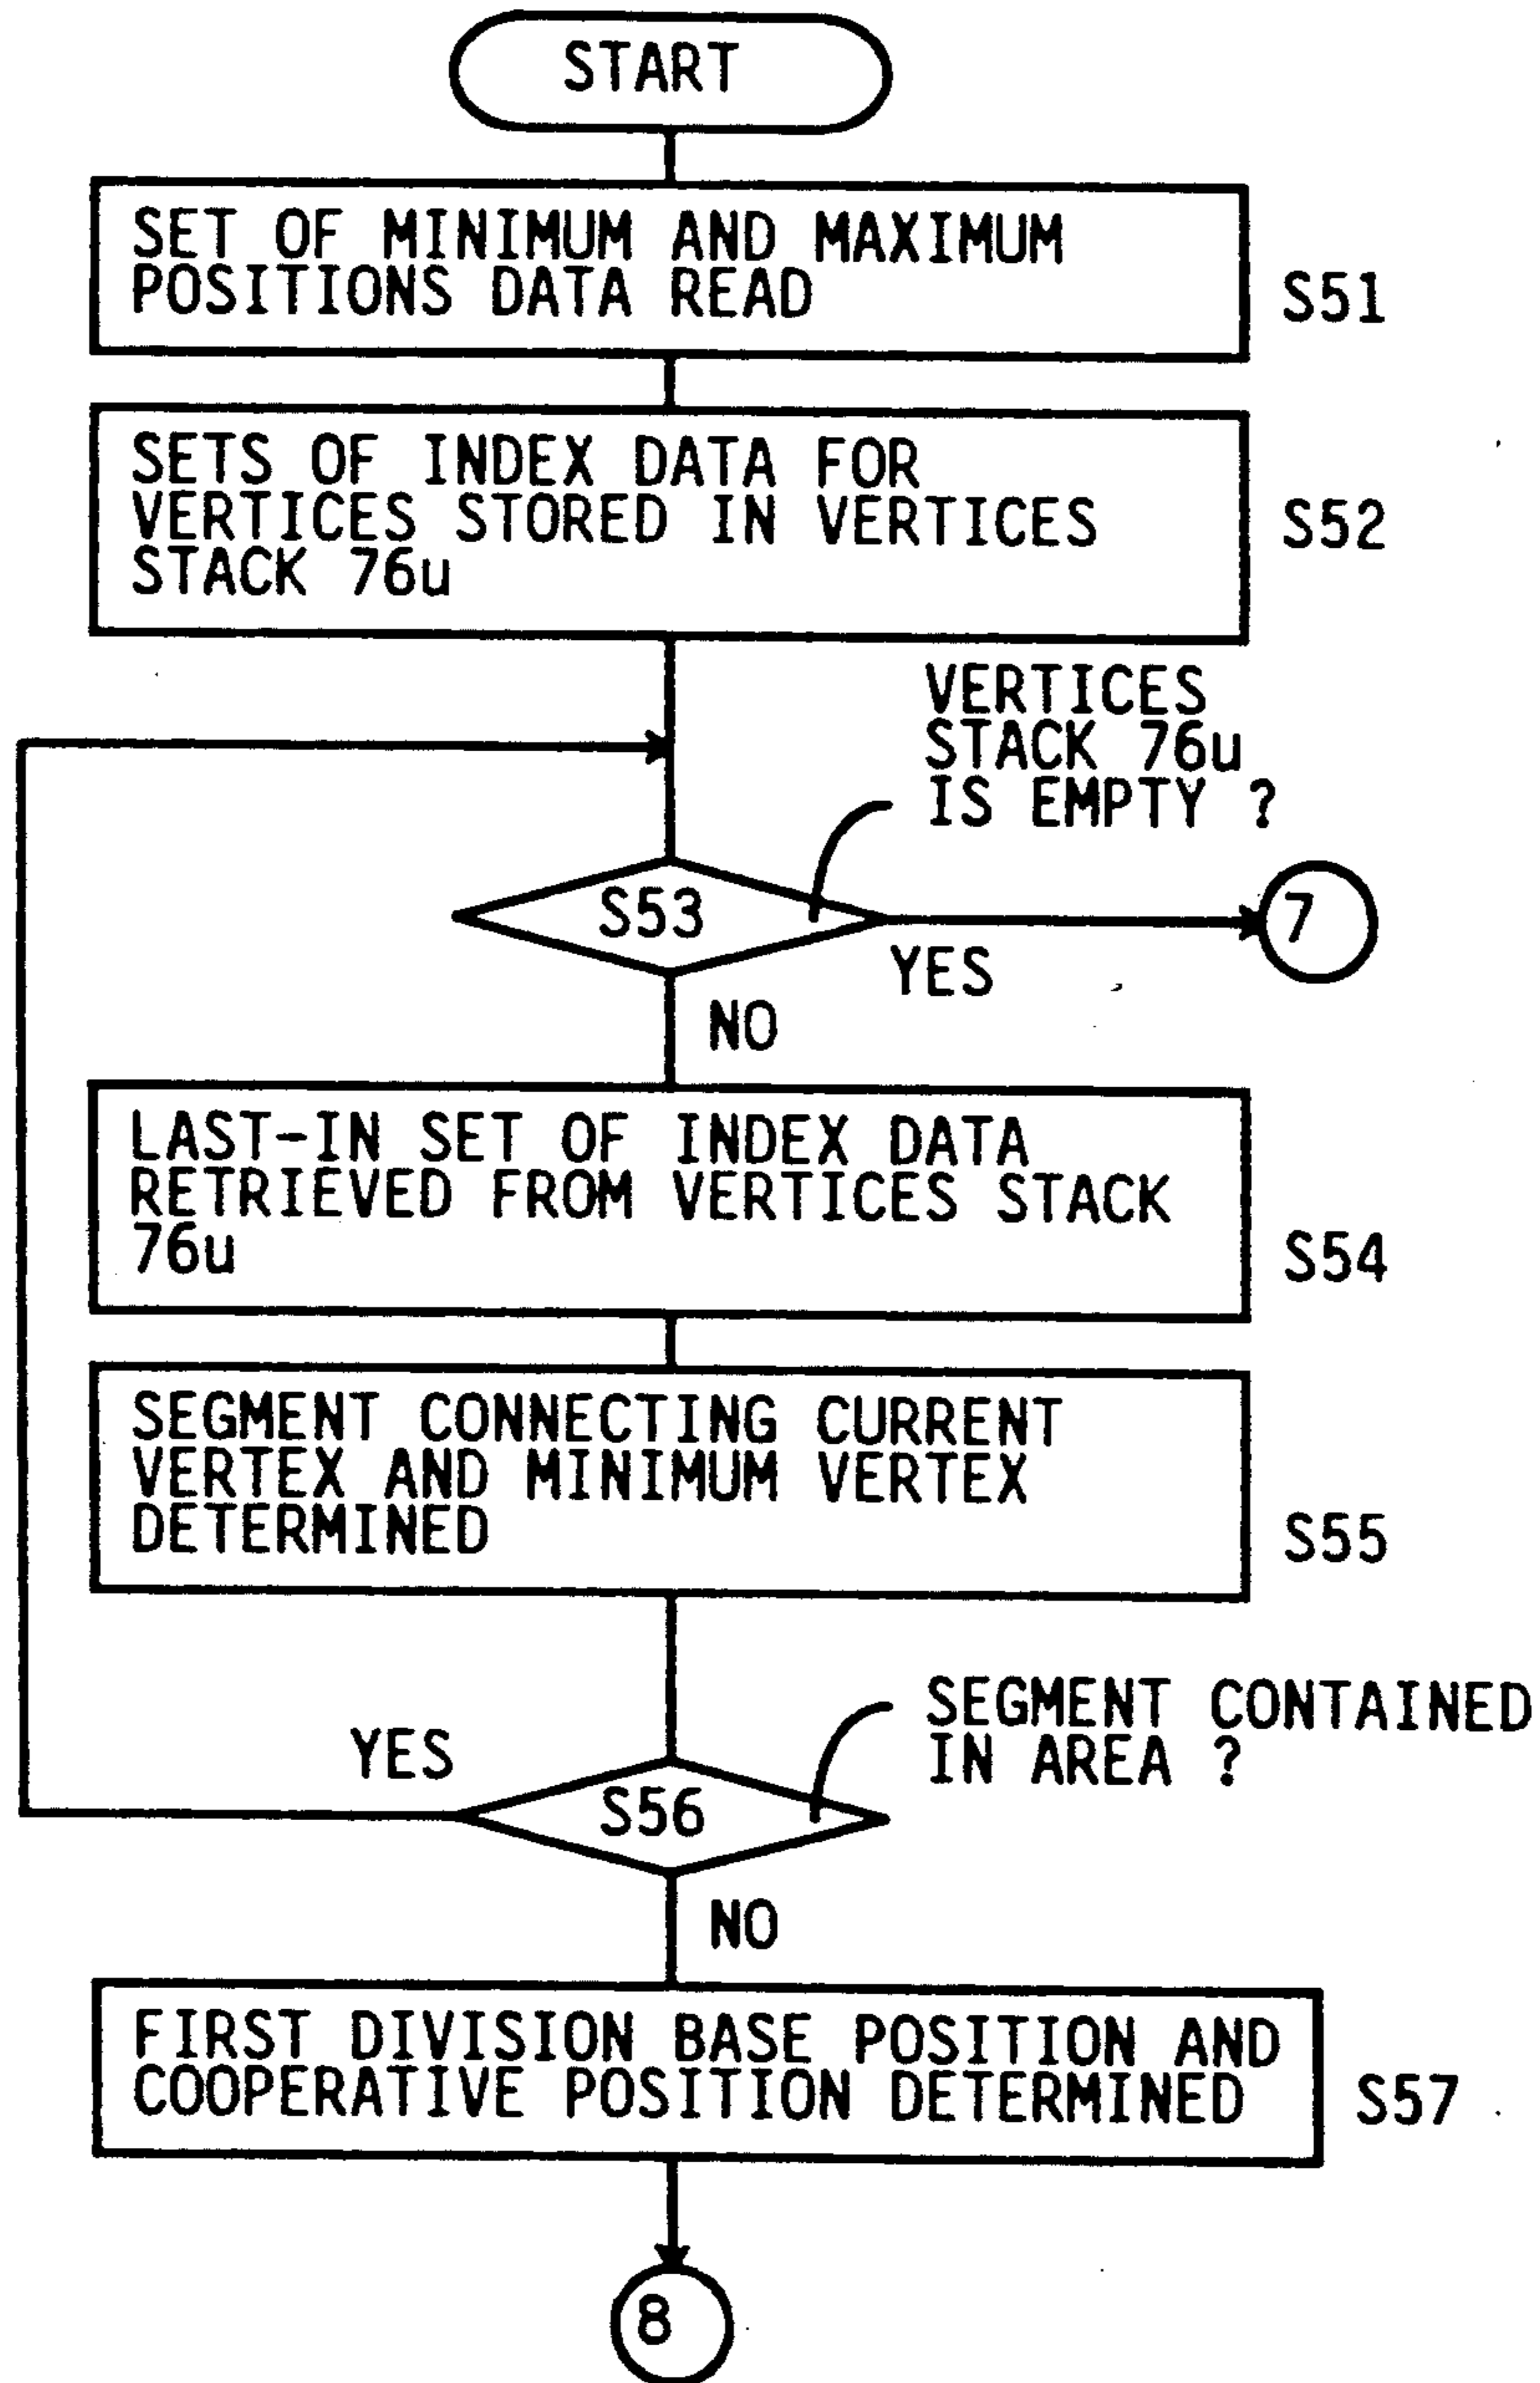 START
SET OF MINIMUM AND MAXIMUM
POSITIONS DATA READ
S51
SETS OF INDEX DATA FOR
VERTICES STORED IN VERTICES
STACK 76u
S52
VERTICES
STACK 76u
IS EMPTY ?
S53
7
YES
NO
LAST-IN SET OF INDEX DATA
RETRIEVED FROM VERTICES STACK
76u
S54
SEGMENT CONNECTING CURRENT
VERTEX AND MINIMUM VERTEX
DETERMINED
S55
SEGMENT CONTAINED
IN AREA ?
YES
S56
NO
FIRST DIVISION BASE POSITION AND
COOPERATIVE POSITION DETERMINED
S57
8